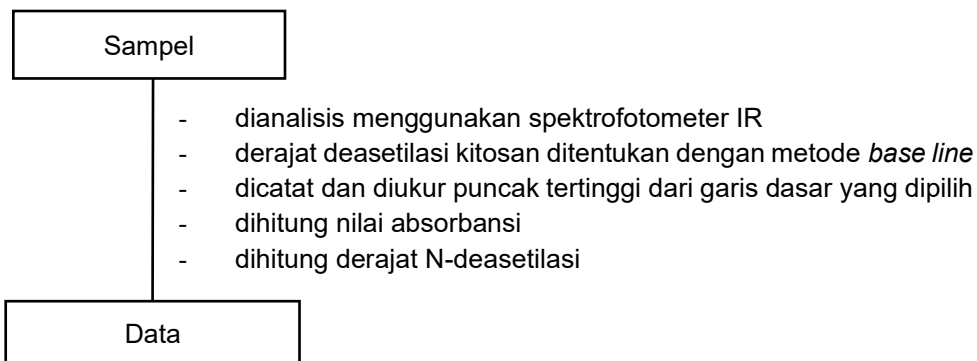 Sampel
- dianalisis menggunakan spektrofotometer IR
- derajat deasetilasi kitosan ditentukan dengan metode base line
- dicatat dan diukur puncak tertinggi dari garis dasar yang dipilih
- dihitung nilai absorbansi
- dihitung derajat N-deasetilasi
Data